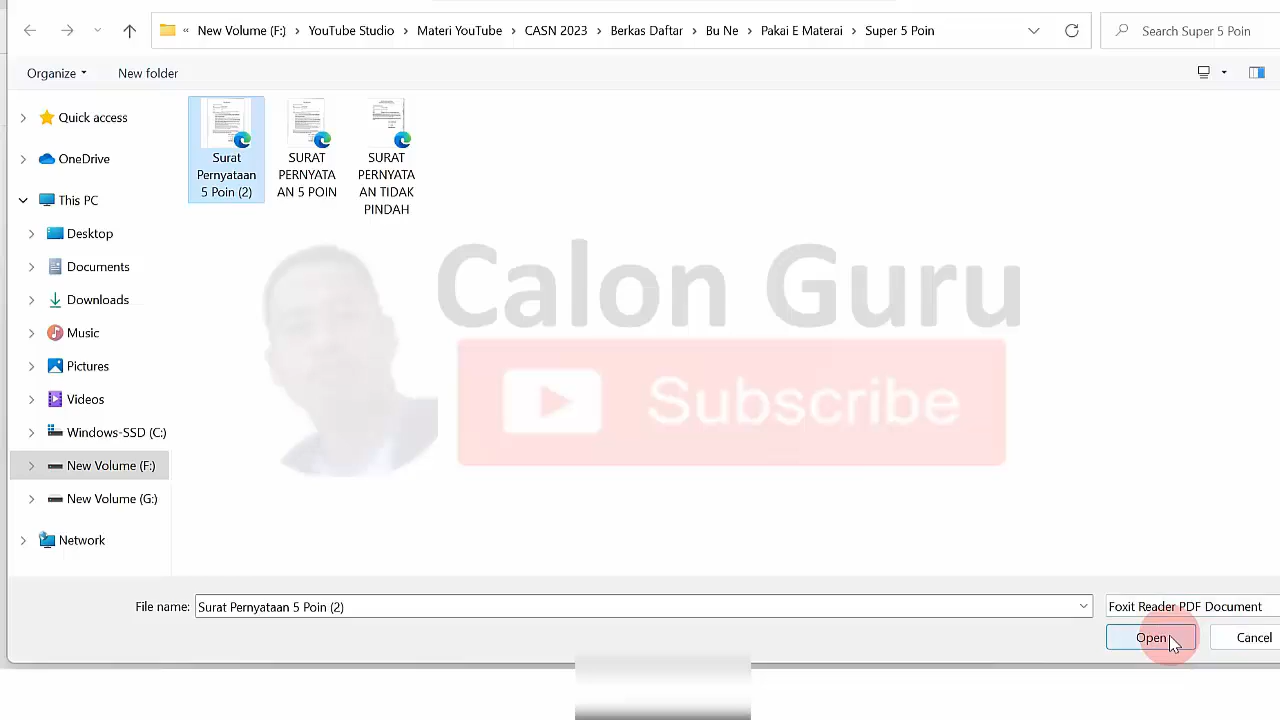 « New Volume (F:) › YouTube Studio › Materi YouTube › CASN 2023 › Berkas Daftar › Bu Ne › Pakai E Materai › Super 5 Poin
Search Super 5 Poin
Organize
New folder
Quick access
OneDrive
This PC
Desktop
Documents
Downloads
Music
Pictures
Videos
Windows-SSD (C:)
New Volume (F:)
New Volume (G:)
Network
Surat
Pernyataan
5 Poin (2)
SURAT
PERNYATA
AN 5 POIN
SURAT
PERNYATA
AN TIDAK
PINDAH
Calon Guru
Subscribe
File name: Surat Pernyataan 5 Poin (2)
Foxit Reader PDF Document
Open
Cancel